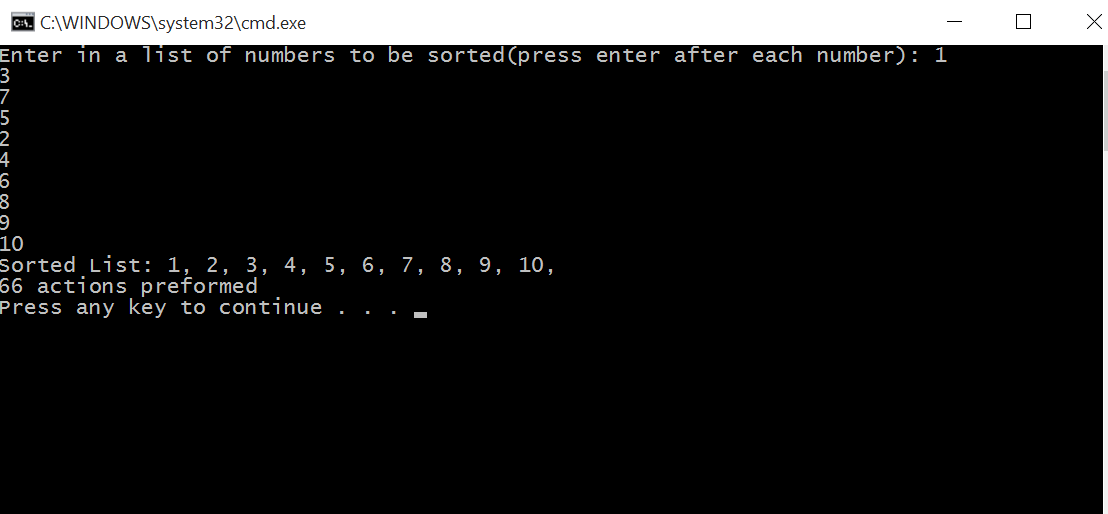 C:\WINDOWS\system32\cmd.exe
Enter in a list of numbers to be sorted(press enter after each number): 1
3
7
5
2
4
6
8
9
10
Sorted List: 1, 2, 3, 4, 5, 6, 7, 8, 9, 10,
66 actions preformed
Press any key to continue . . .